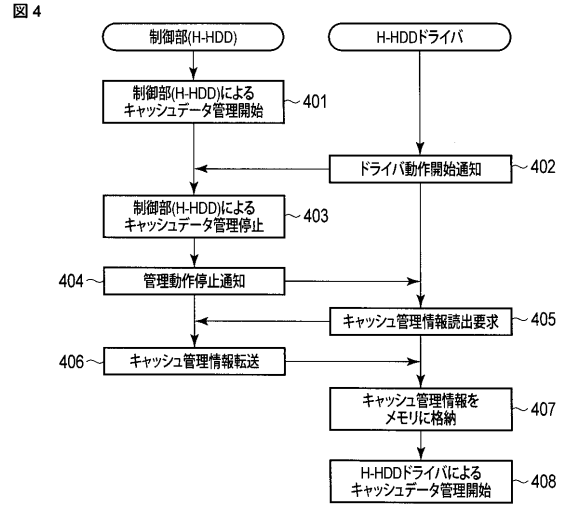 図4
制御部(H-HDD)
H-HDDドライバ
制御部(H-HDD)による
キャッシュデータ管理開始
401
ドライバ動作開始通知
402
制御部(H-HDD)による
キャッシュデータ管理停止
403
404
管理動作停止通知
キャッシュ管理情報読出要求
405
406
キャッシュ管理情報転送
キャッシュ管理情報を
メモリに格納
407
H-HDDドライバによる
キャッシュデータ管理開始
408